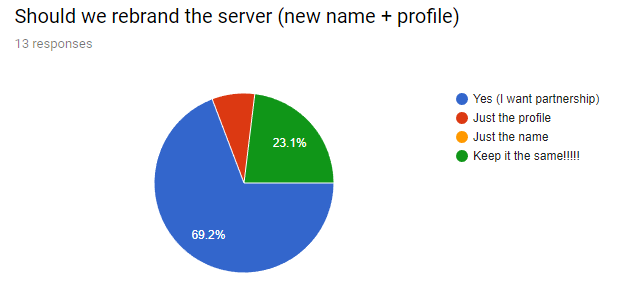 Should we rebrand the server (new name + profile)
13 responses
Yes (I want partnership)
Just the profile
Just the name
Keep it the same!!!!!
23.1%
69.2%